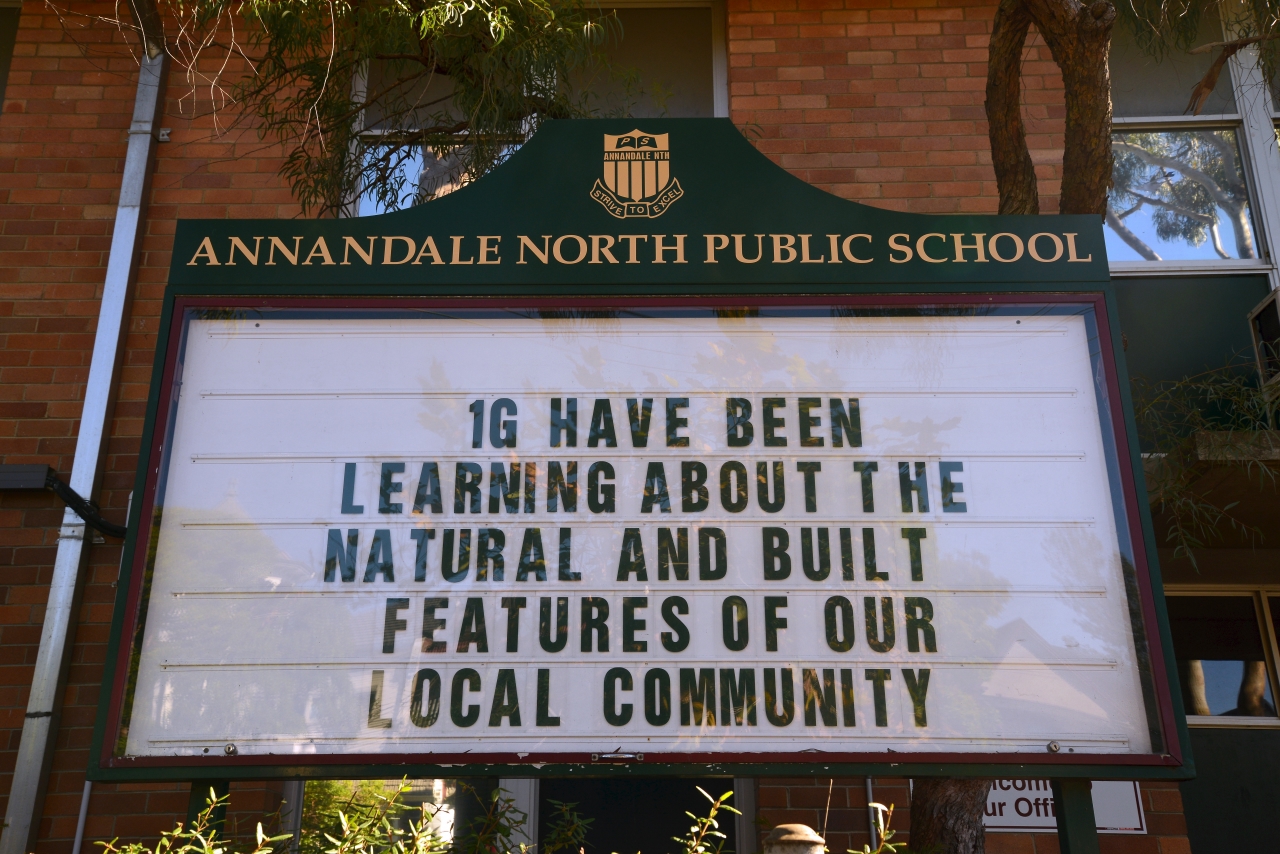 PS
ANNANDALE NTH
STRIVE TO EXCEL
ANNANDALE NORTH PUBLIC SCHOOL
1G HAVE BEEN
LEARNING ABOUT THE
NATURAL AND BUILT
FEATURES OF OUR
LOCAL COMMUNITY